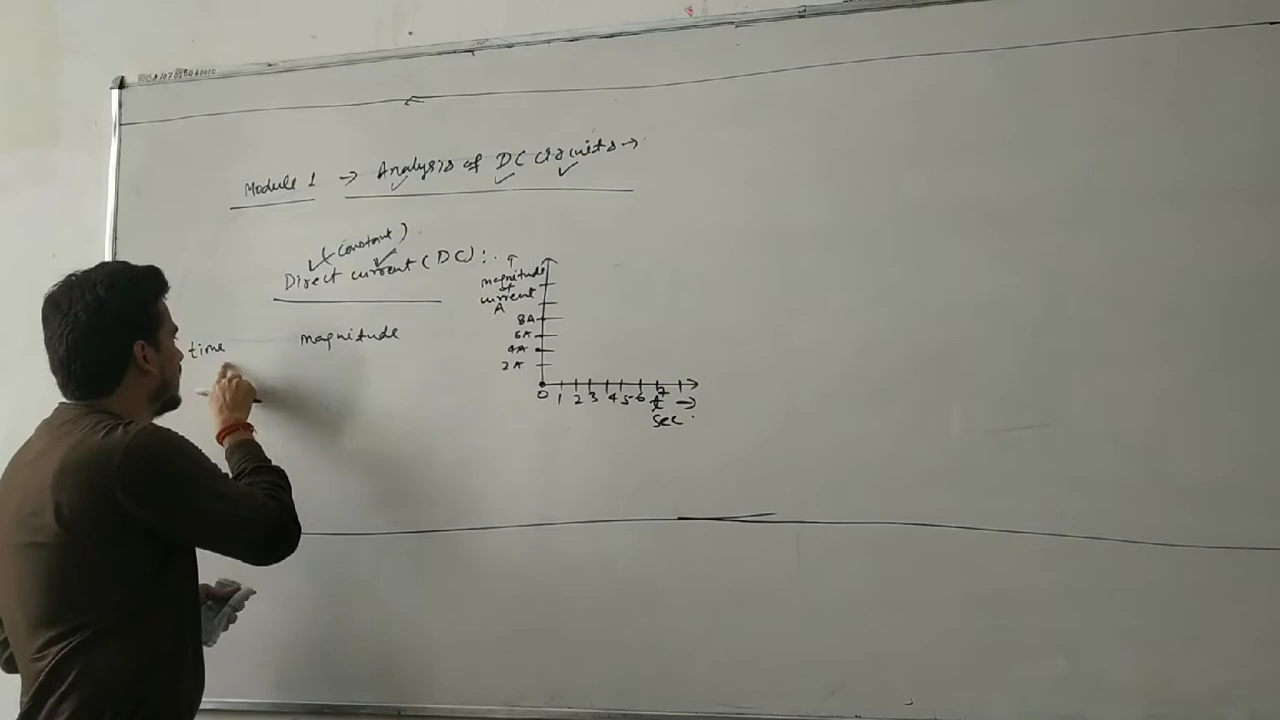 Module 1 → Analysis of DC circuits →
(constant)
Direct current (DC):
time magnitude
magnitude
of
current
A
8A
6A
4A
2A
0 1 2 3 4 5 6 7
t →
sec